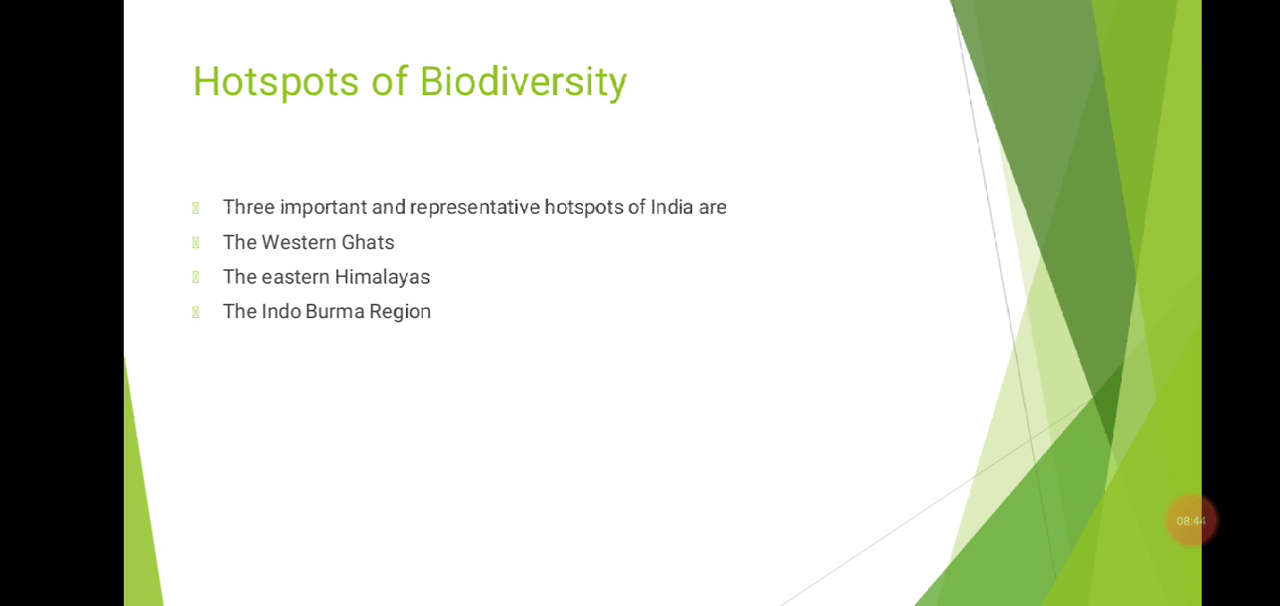 Hotspots of Biodiversity
Three important and representative hotspots of India are
The Western Ghats
The eastern Himalayas
The Indo Burma Region
08:44